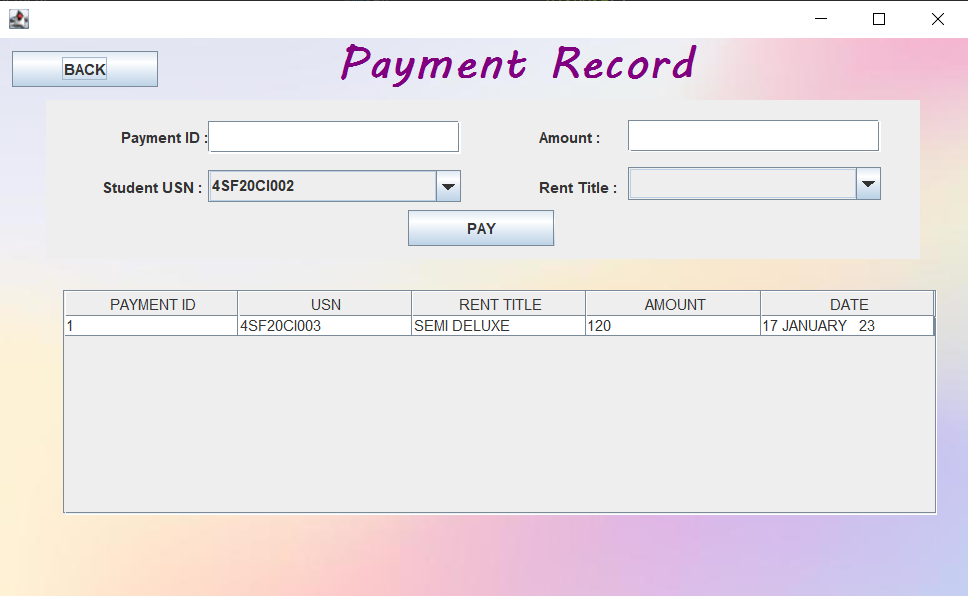 Payment Record
BACK
Payment ID :
Amount :
Student USN : 4SF20CI002
Rent Title :
PAY
PAYMENT ID USN RENT TITLE AMOUNT DATE
1 4SF20CI003 SEMI DELUXE 120 17 JANUARY 23